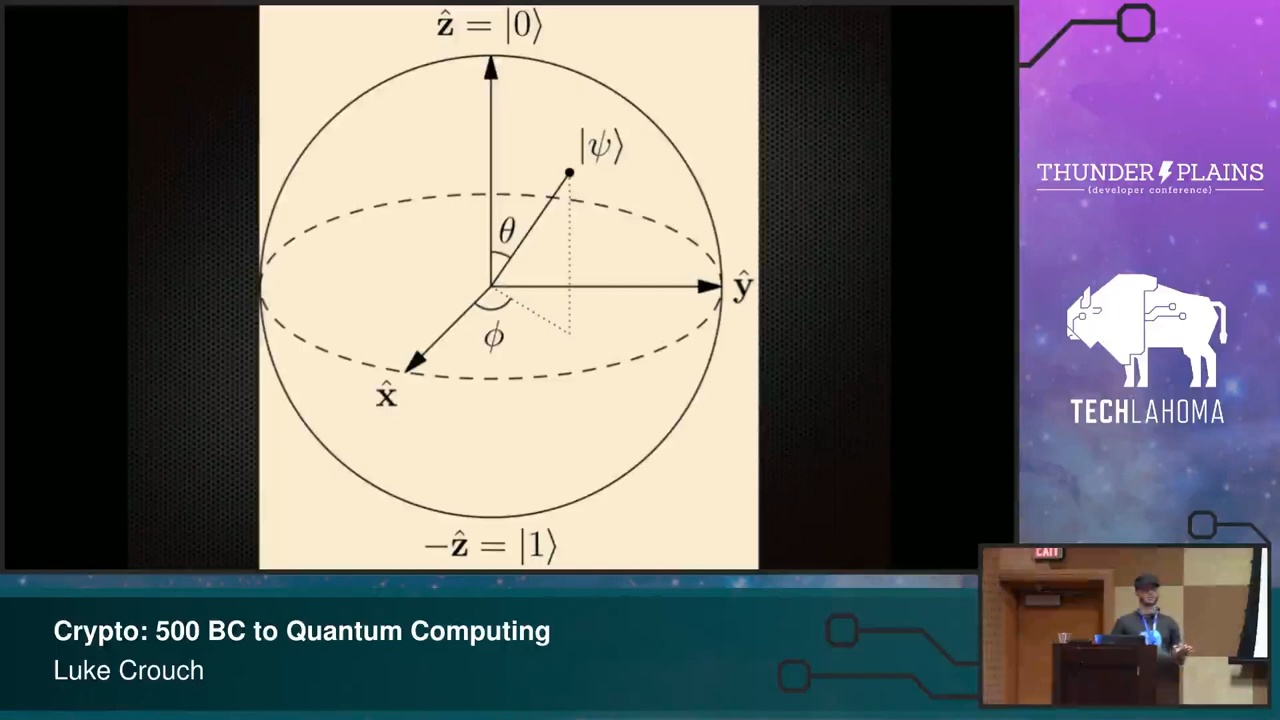 ẑ = |0⟩
|ψ⟩
θ
ŷ
ϕ
x̂
−ẑ = |1⟩
THUNDER PLAINS
{developer conference}
TECHLAHOMA
EXIT
Crypto: 500 BC to Quantum Computing
Luke Crouch